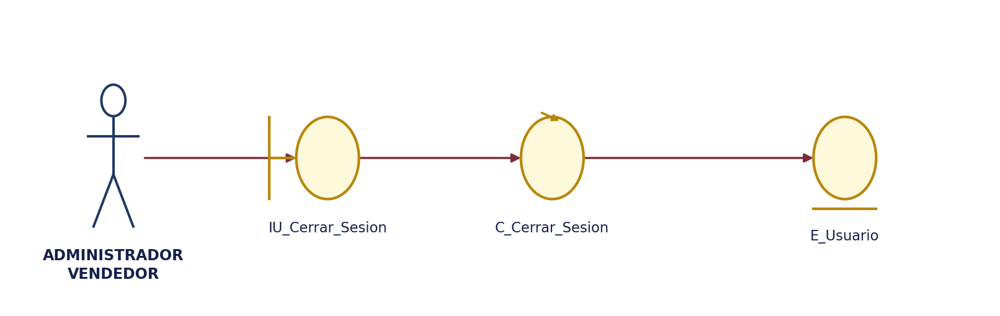 IU_Cerrar_Sesion
C_Cerrar_Sesion
E_Usuario
ADMINISTRADOR
VENDEDOR